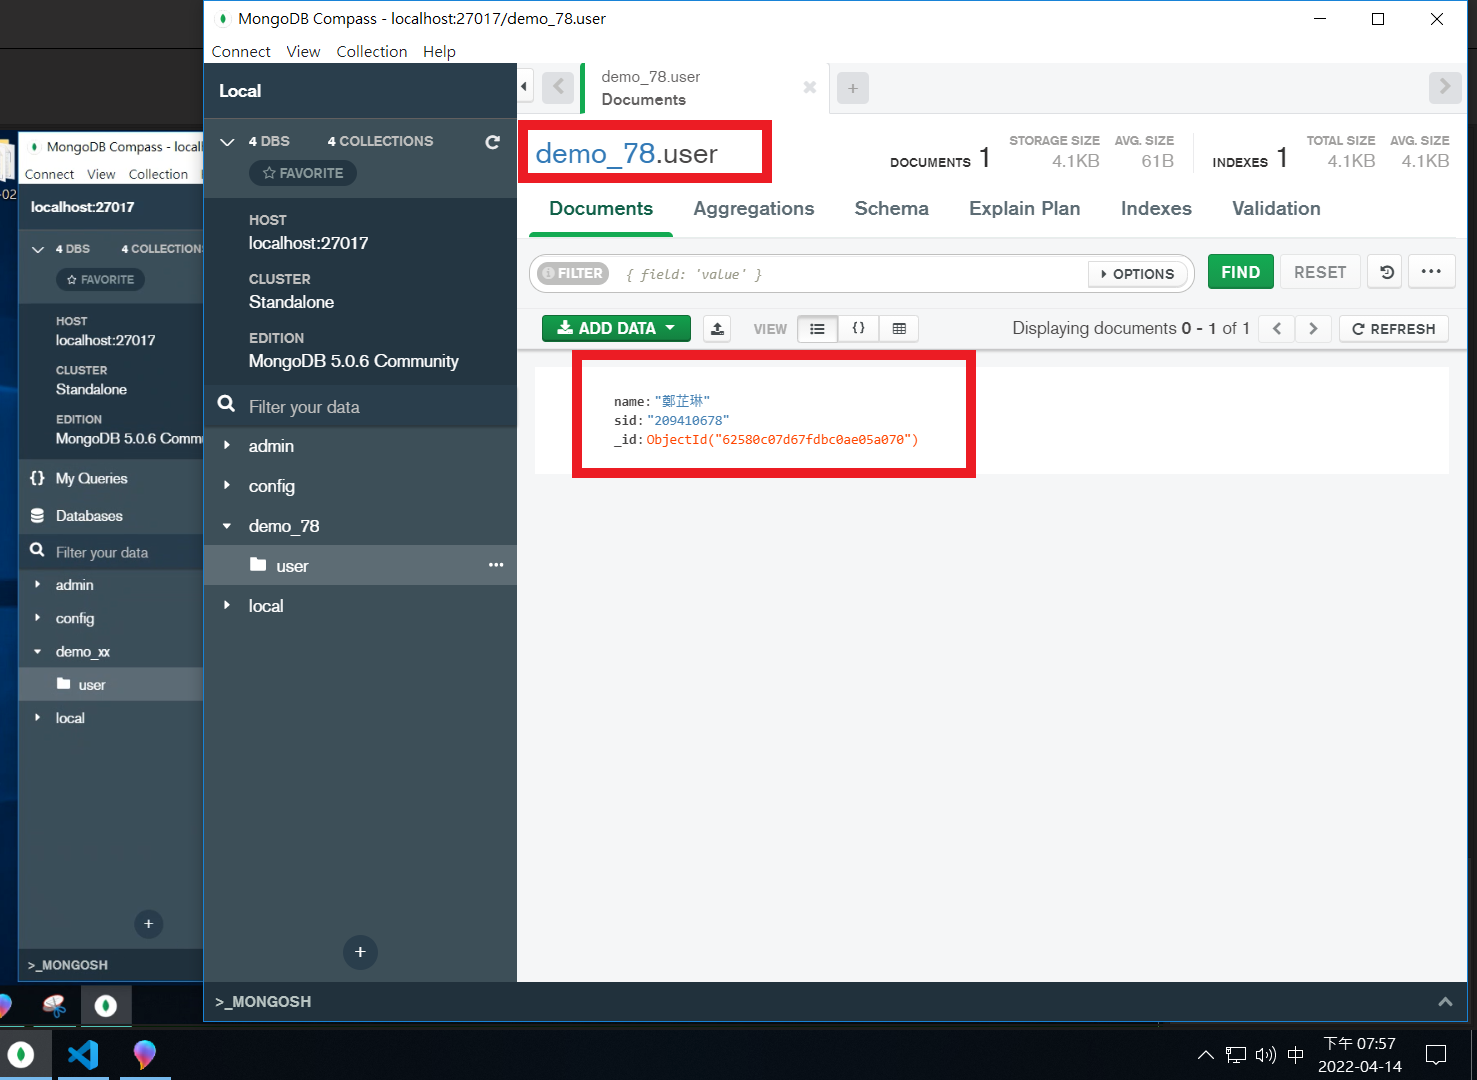 MongoDB Compass - localhost:27017/demo_78.user
Connect View Collection Help
Local
4 DBS 4 COLLECTIONS
FAVORITE
HOST
localhost:27017
CLUSTER
Standalone
EDITION
MongoDB 5.0.6 Community
Filter your data
admin
config
demo_78
user
local
>_MONGOSH
demo_78.user
Documents
demo_78.user
DOCUMENTS 1
STORAGE SIZE
4.1KB
AVG. SIZE
61B
INDEXES 1
TOTAL SIZE
4.1KB
AVG. SIZE
4.1KB
Documents Aggregations Schema Explain Plan Indexes Validation
FILTER { field: 'value' } OPTIONS FIND RESET
ADD DATA VIEW {} Displaying documents 0 - 1 of 1 REFRESH
name: "鄭芷琳"
sid: "209410678"
_id: ObjectId("62580c07d67fdbc0ae05a070")
MongoDB Compass - local
Connect View Collection
localhost:27017
4 DBS 4 COLLECTIONS
FAVORITE
HOST
localhost:27017
CLUSTER
Standalone
EDITION
MongoDB 5.0.6 Commu
{} My Queries
Databases
Filter your data
admin
config
demo_xx
user
local
>_MONGOSH
-02
中
下午 07:57
2022-04-14